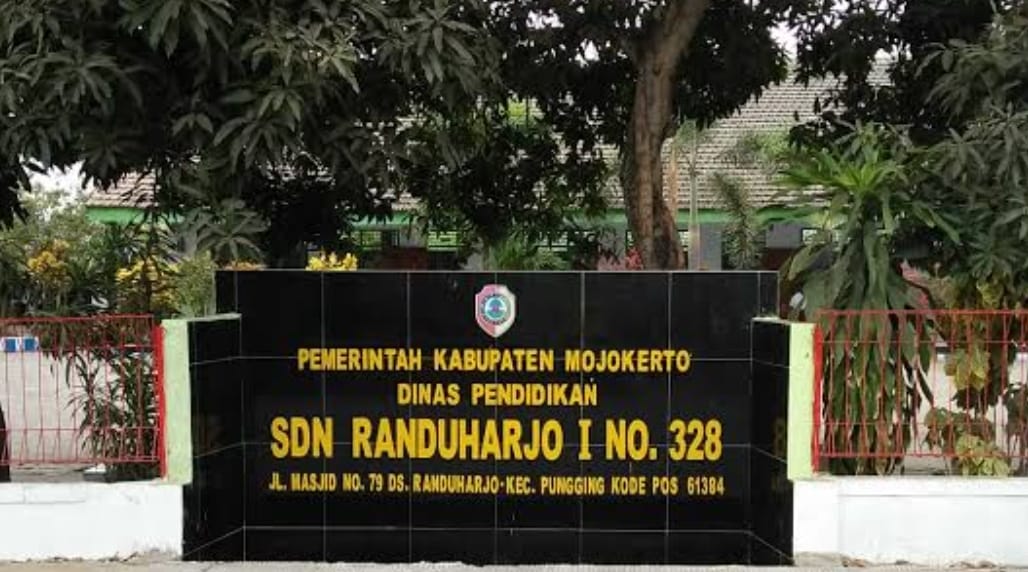 PEMERINTAH KABUPATEN MOJOKERTO
DINAS PENDIDIKAN
SDN RANDUHARJO I NO. 328
JL. MASJID NO. 79 DS. RANDUHARJO-KEC. PUNGGING KODE POS 61384